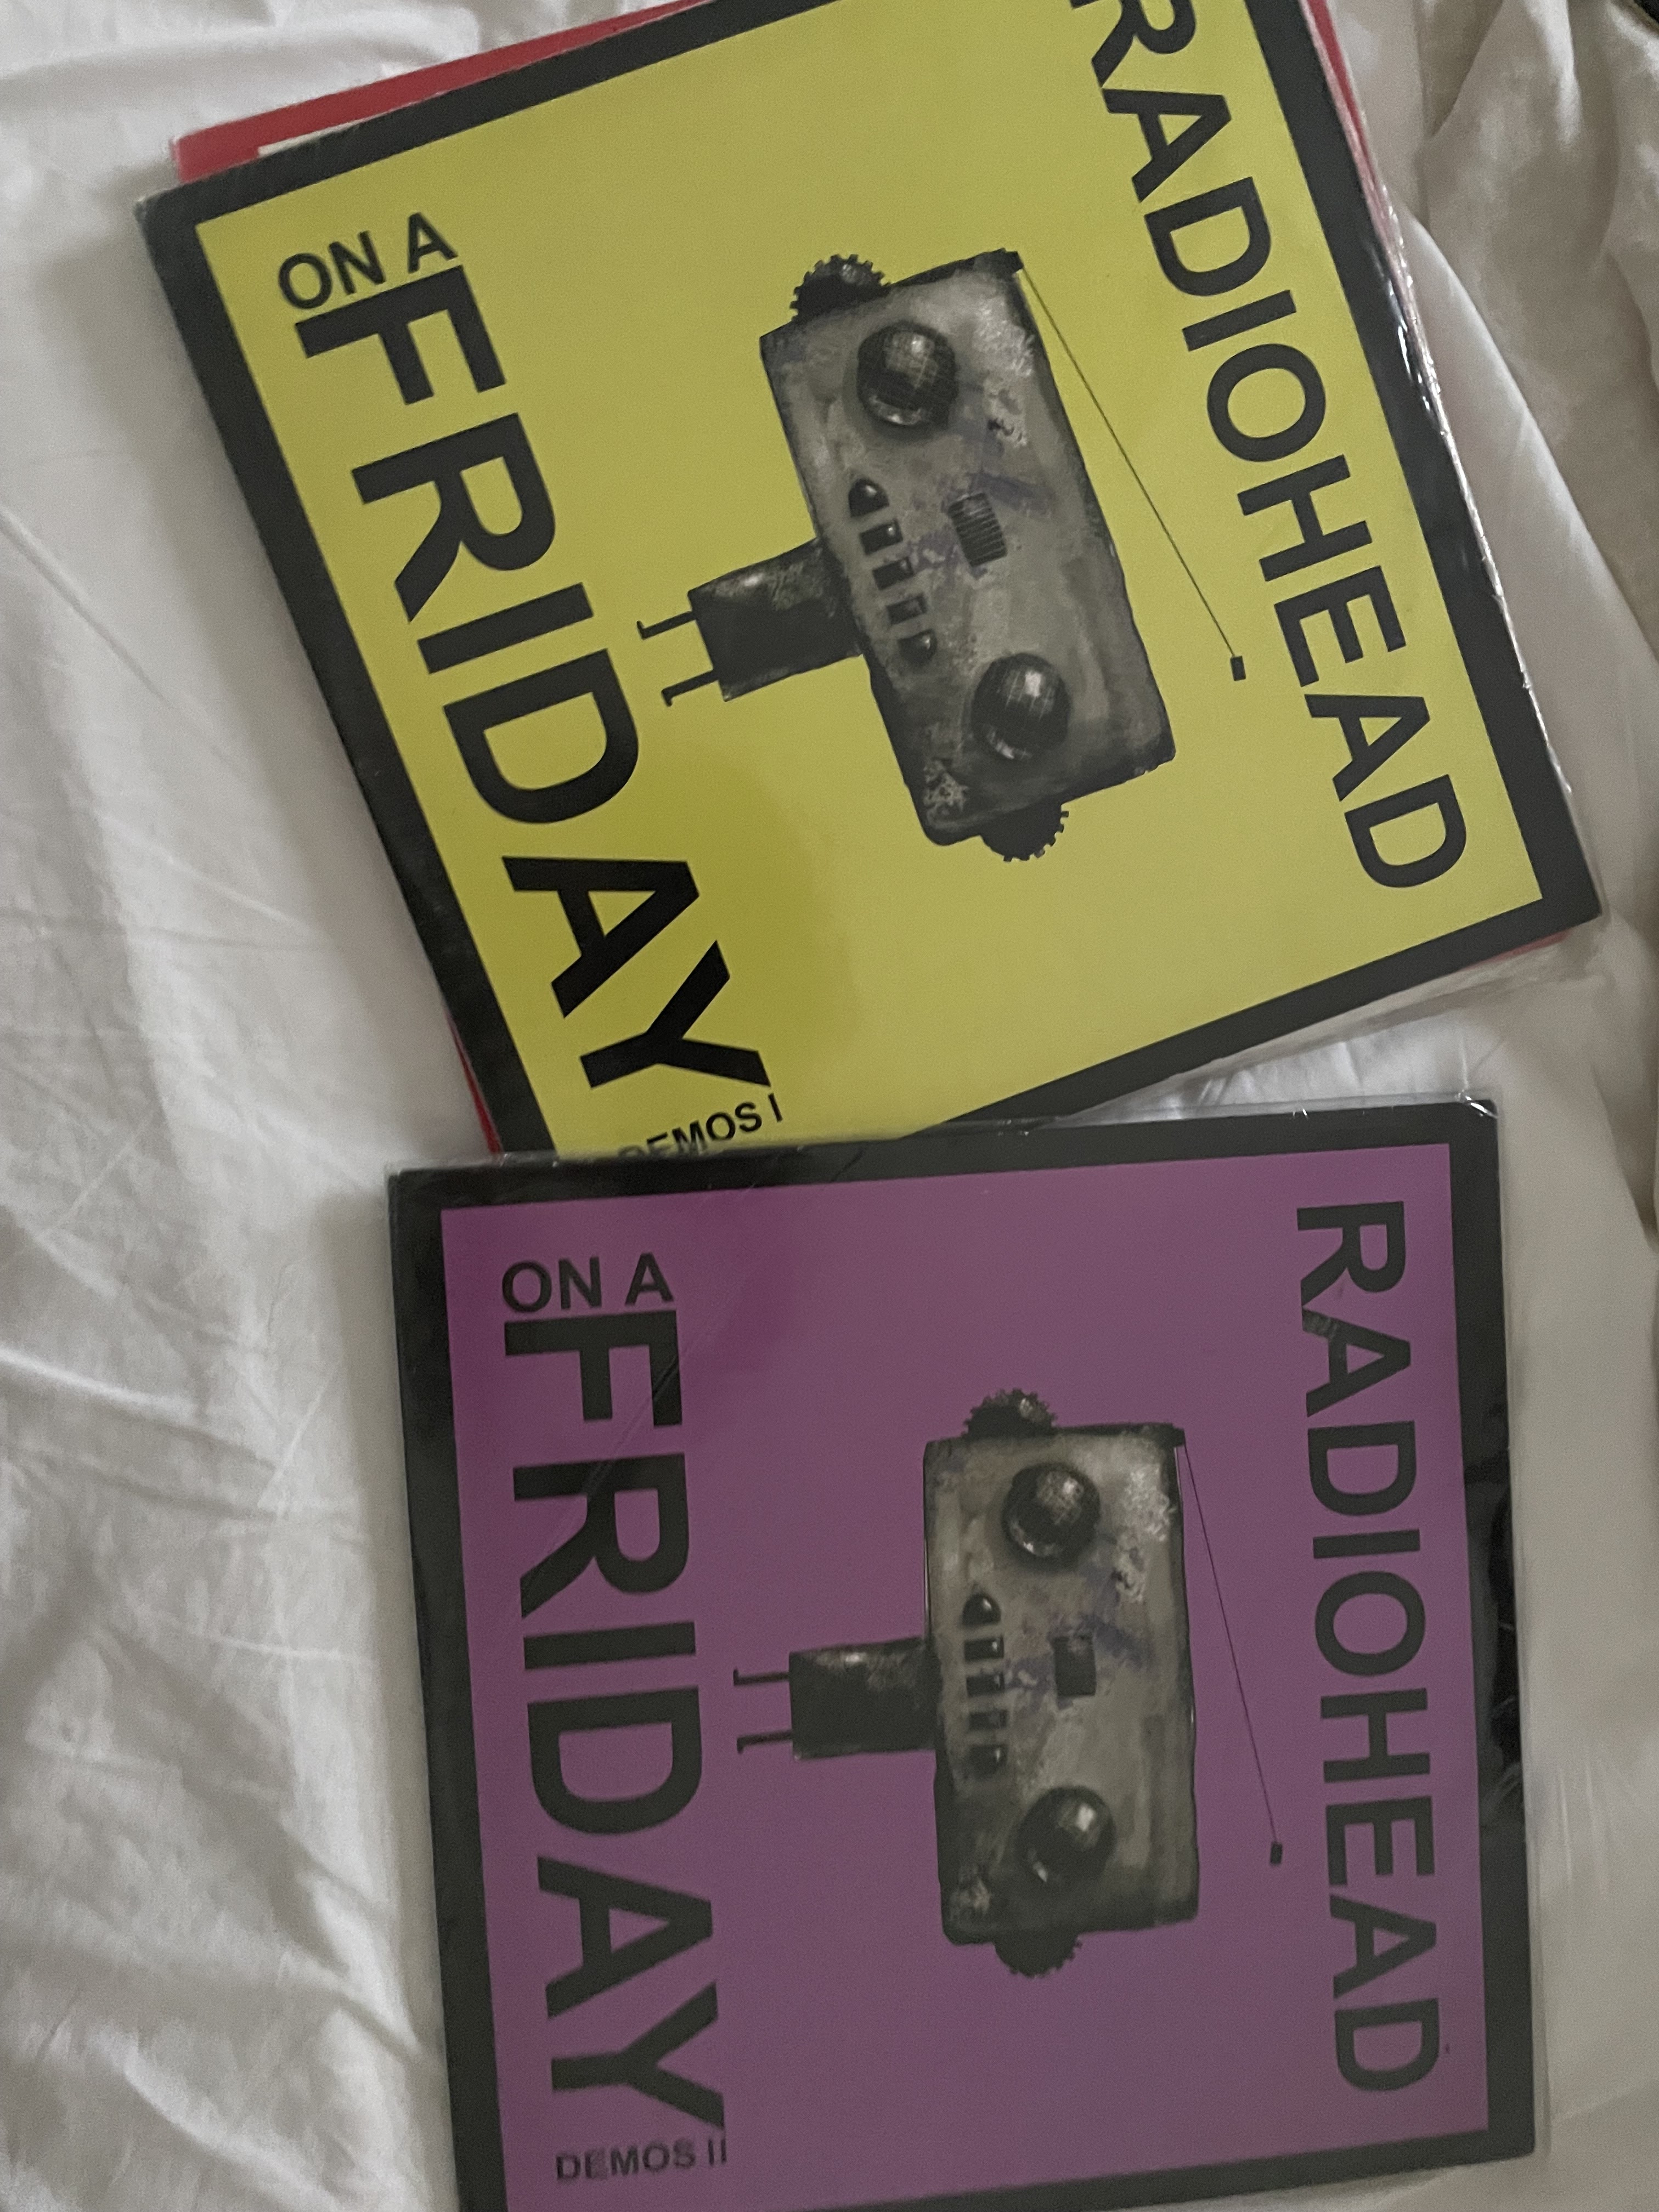 RADIOHEAD
ON A
FRIDAY
DEMOS I
RADIOHEAD
ON A
FRIDAY
DEMOS II